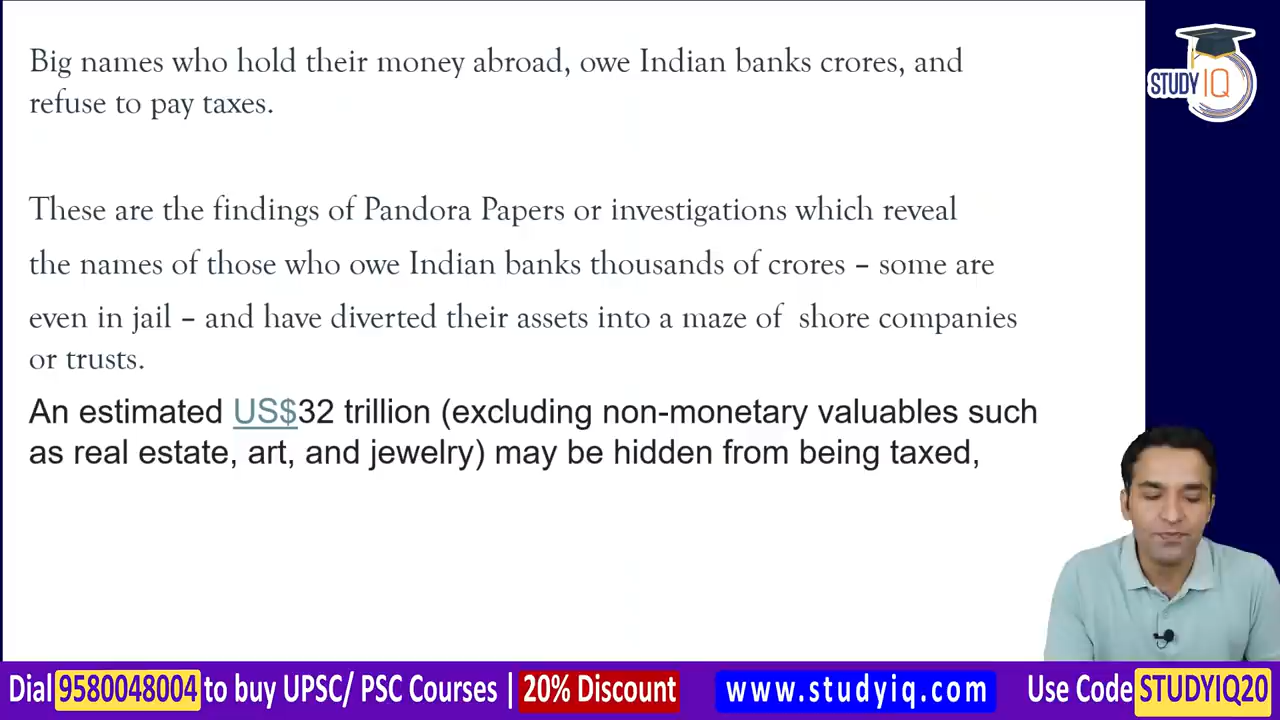 Big names who hold their money abroad, owe Indian banks crores, and
refuse to pay taxes.
STUDY IQ
These are the findings of Pandora Papers or investigations which reveal
the names of those who owe Indian banks thousands of crores – some are
even in jail – and have diverted their assets into a maze of  shore companies
or trusts.
An estimated US$32 trillion (excluding non-monetary valuables such
as real estate, art, and jewelry) may be hidden from being taxed,
Dial 9580048004 to buy UPSC/ PSC Courses | 20% Discount www.studyiq.com Use Code STUDYIQ20